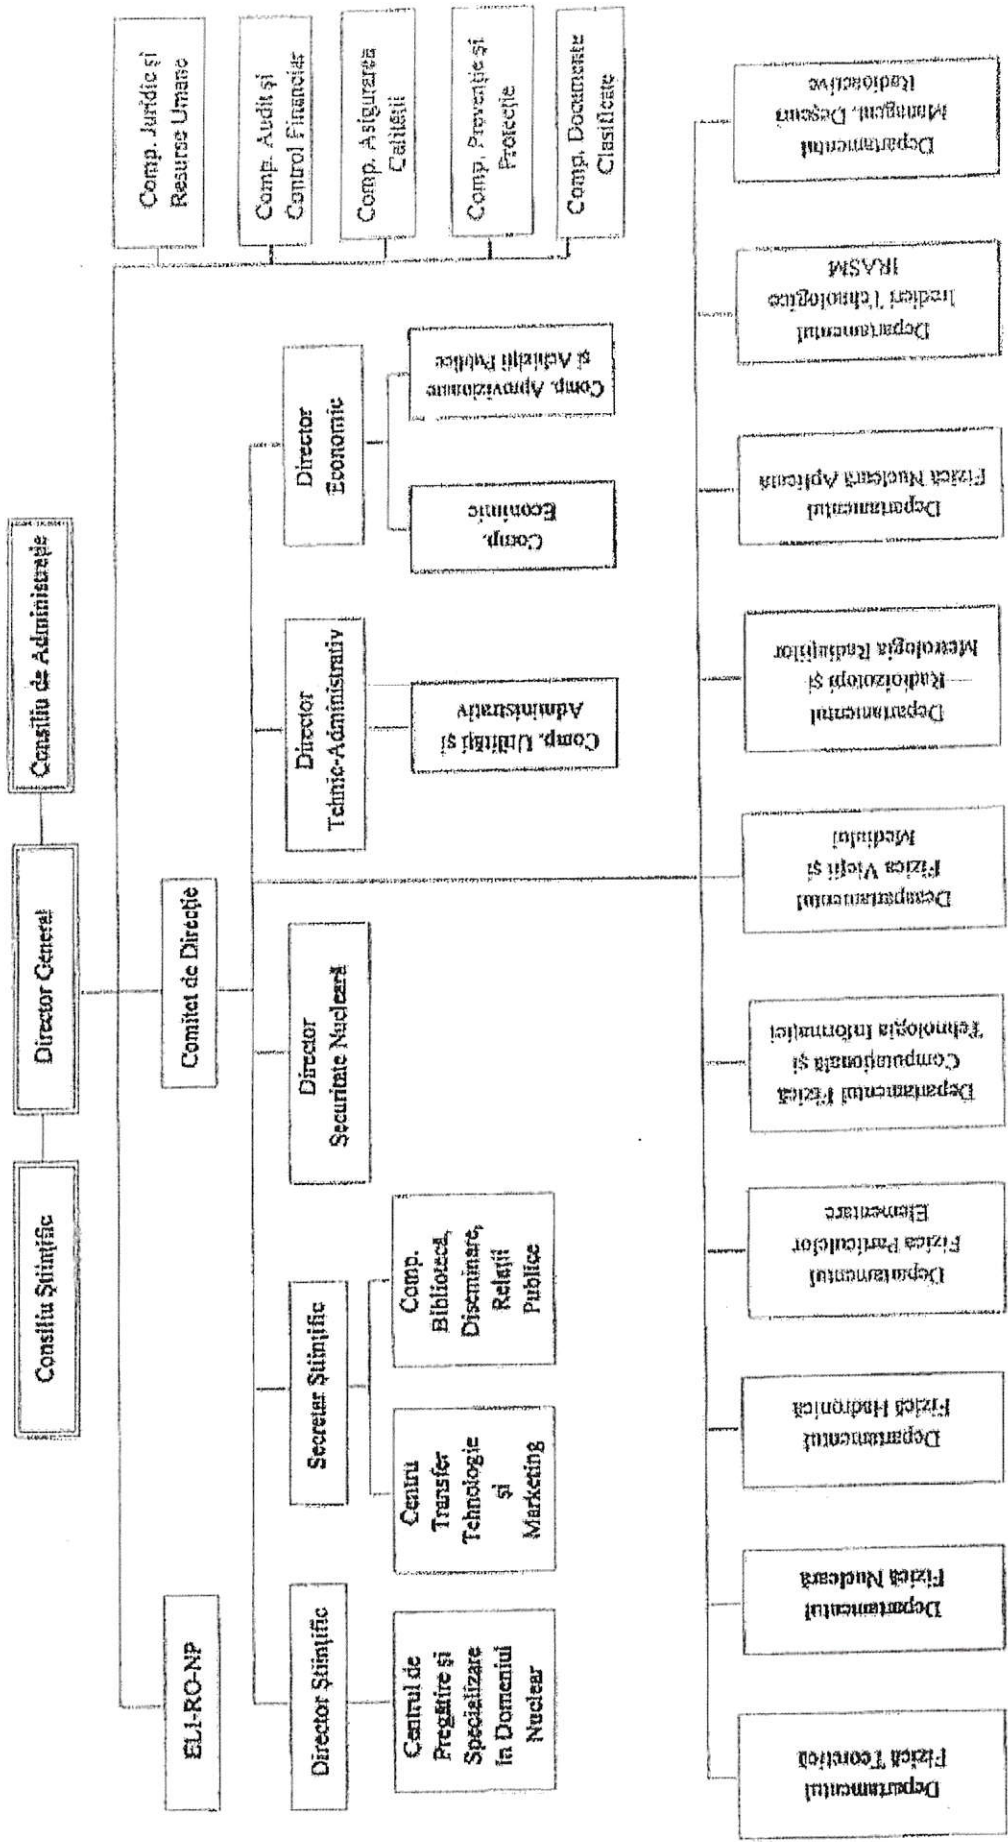 Consiliu Științific
Director General
Consiliu de Administrație
ELI-RO-NP
Comitet de Direcție
Comp. Juridic și
Resurse Umane
Comp. Audit și
Control Financiar
Comp. Asigurarea
Calității
Comp. Prevenție și
Protecție
Comp. Documente
Clasificate
Director Științific
Secretar Științific
Director
Securitate Nucleară
Director
Tehnic-Administrativ
Director
Economic
Centrul de
Pregătire și
Specializare
în Domeniul
Nuclear
Centru
Transfer
Tehnologie
și
Marketing
Comp.
Biblioteca,
Diseminare,
Relații
Publice
Comp. Utilități și
Administrativ
Comp.
Econimic
Comp. Aprovizionare
și Achiziții Publice
Departamentul
Fizică Teoretică
Departamentul
Fizică Nucleară
Departamentul
Fizică Hadronică
Departamentul
Fizica Particulelor
Elementare
Departamentul Fizică
Computațională și
Tehnologia Informației
Deaprtamentul
Fizica Vieții și
Mediului
Departamentul
Radioizotopi și
Metrologia Radiațiilor
Departamentul
Fizică Nucleară Aplicată
Departamentul
Iradieri Tehnologice
IRASM
Departamentul
Managmt. Deșeuri
Radioactive